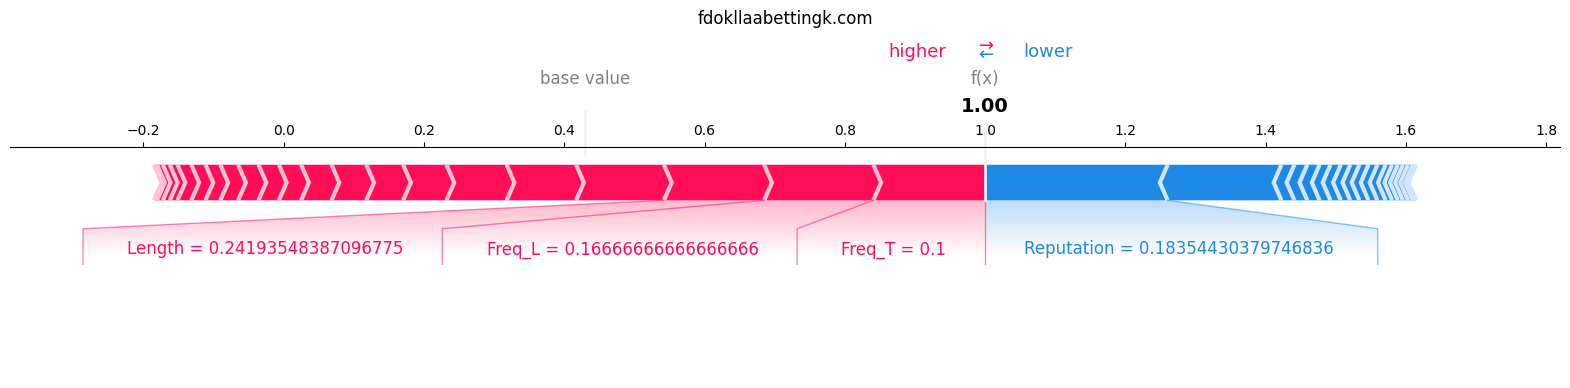 fdokllaabettingk.com
higher → ← lower
base value f(x)
1.00
−0.2 0.0 0.2 0.4 0.6 0.8 1.0 1.2 1.4 1.6 1.8
Length = 0.24193548387096775 Freq_L = 0.16666666666666666 Freq_T = 0.1 Reputation = 0.18354430379746836